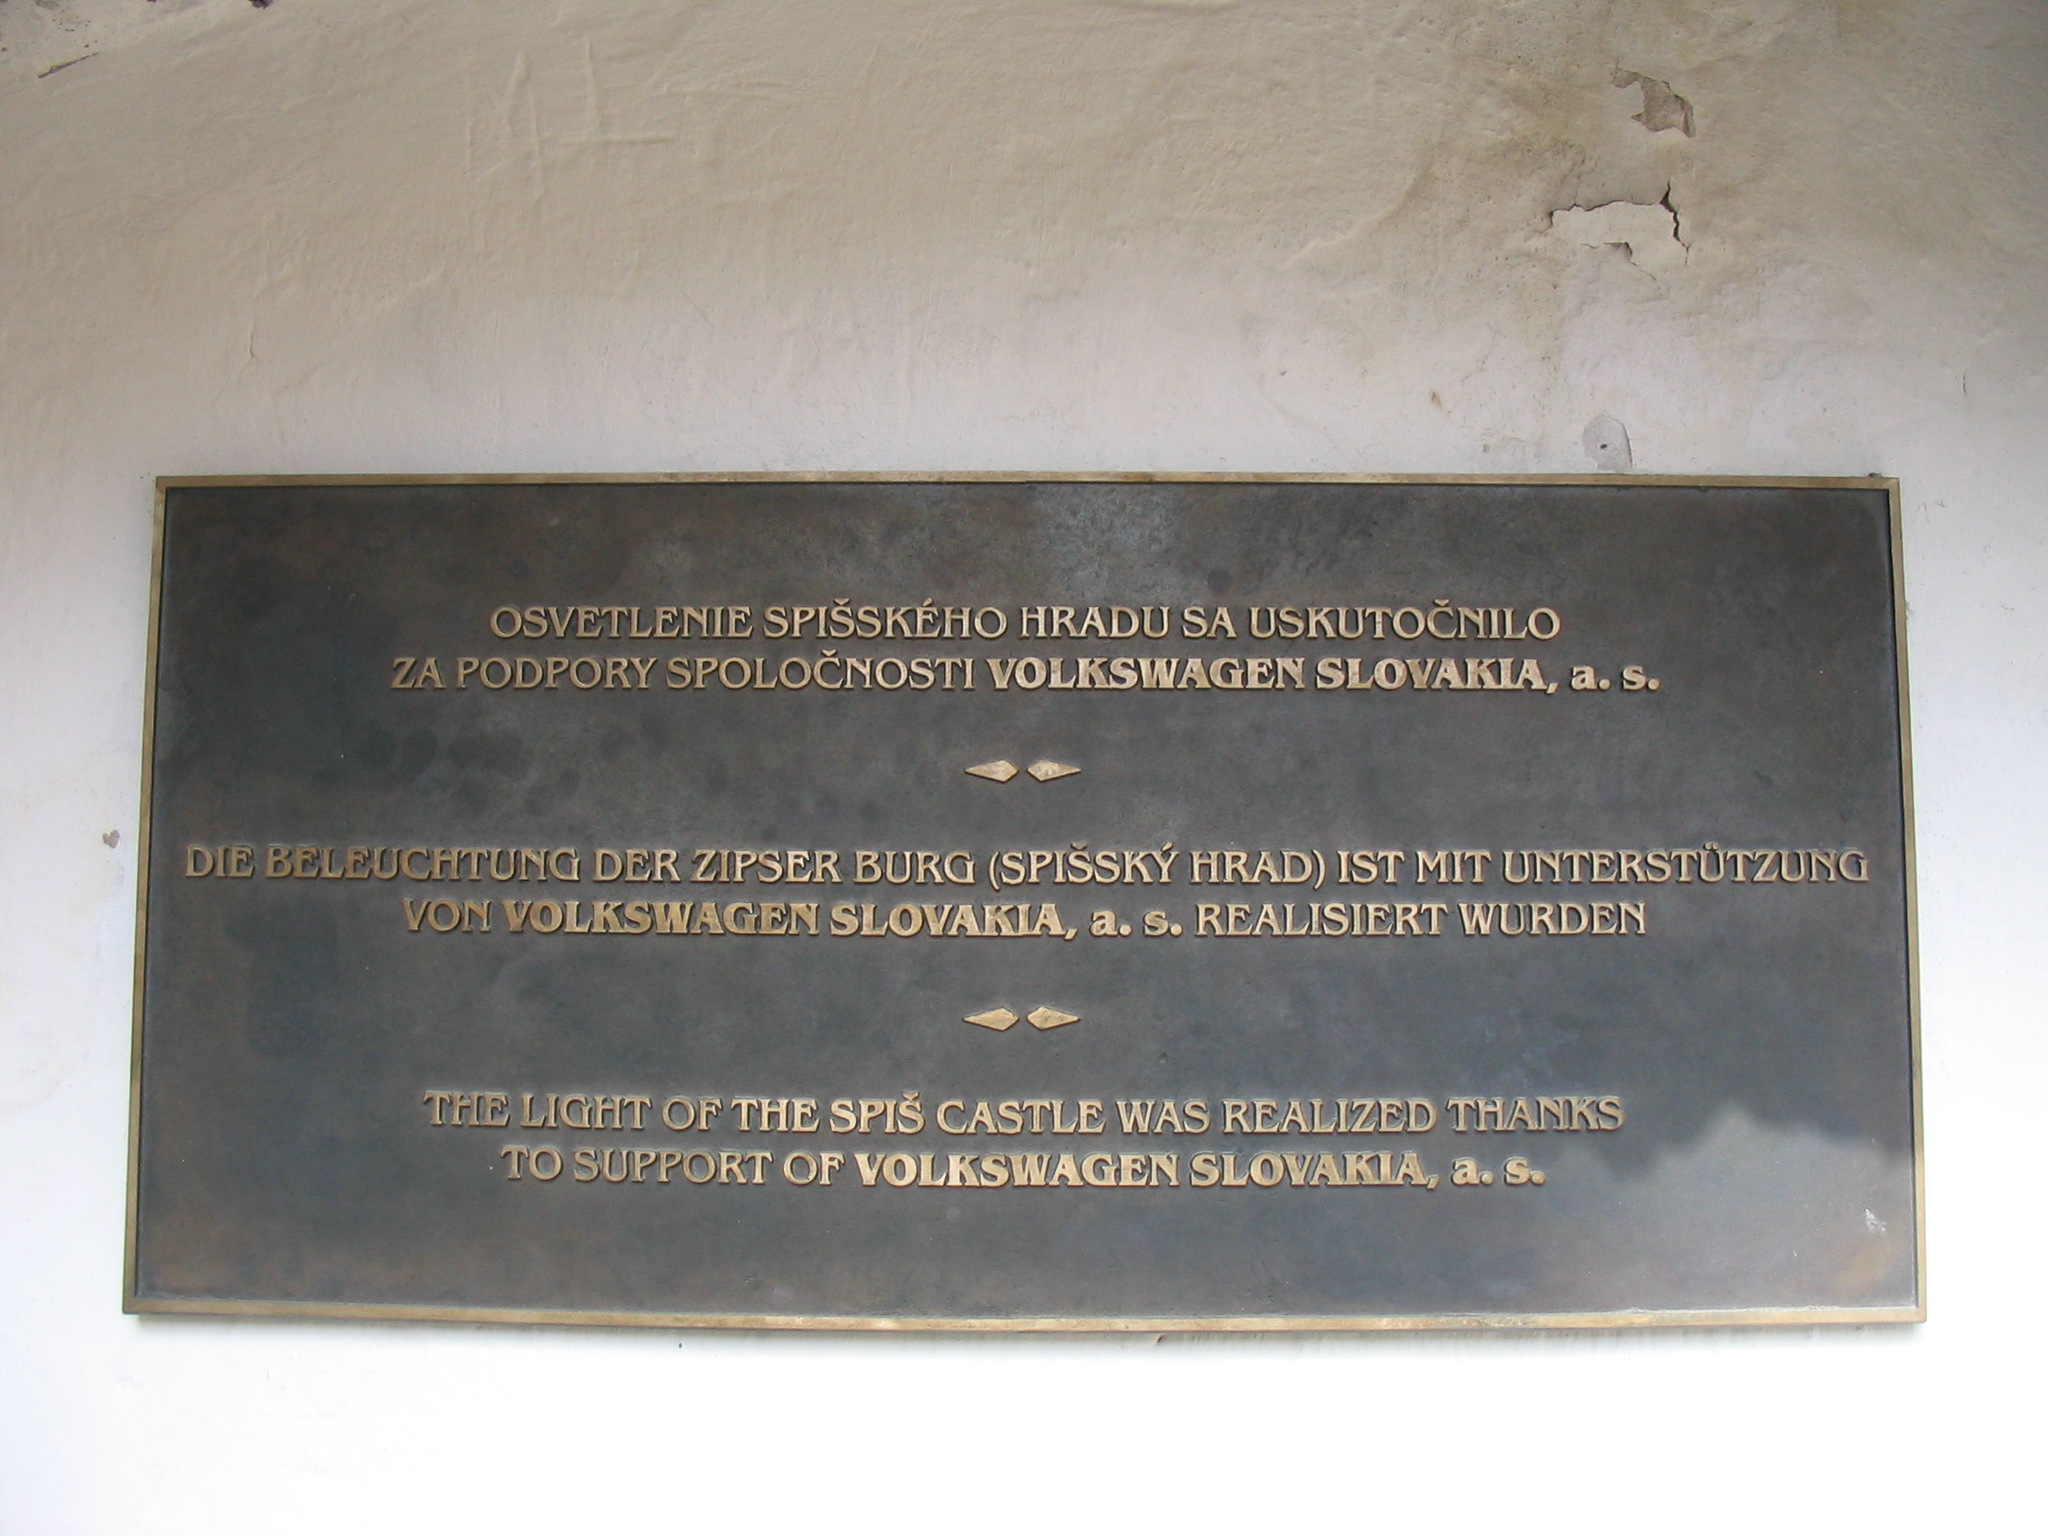 OSVETLENIE SPIŠSKÉHO HRADU SA USKUTOČNILO
ZA PODPORY SPOLOČNOSTI VOLKSWAGEN SLOVAKIA, a. s.
DIE BELEUCHTUNG DER ZIPSER BURG (SPIŠSKÝ HRAD) IST MIT UNTERSTÜTZUNG
VON VOLKSWAGEN SLOVAKIA, a. s. REALISIERT WURDEN
THE LIGHT OF THE SPIŠ CASTLE WAS REALIZED THANKS
TO SUPPORT OF VOLKSWAGEN SLOVAKIA, a. s.